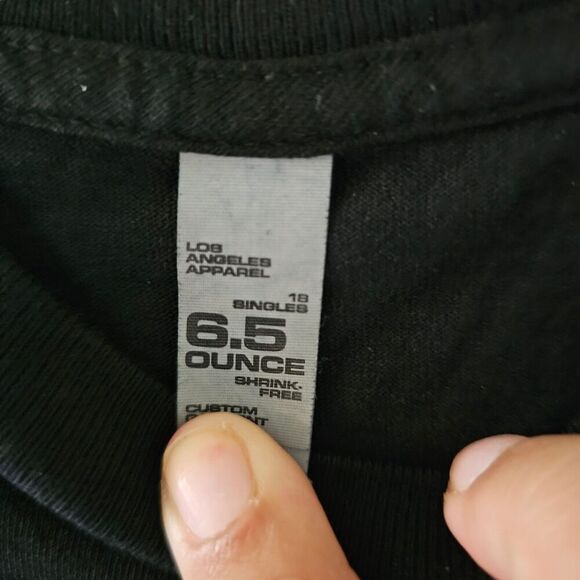 LOS
ANGELES
APPAREL
18
SINGLES
6.5
OUNCE
SHRINK-
FREE
CUSTOM